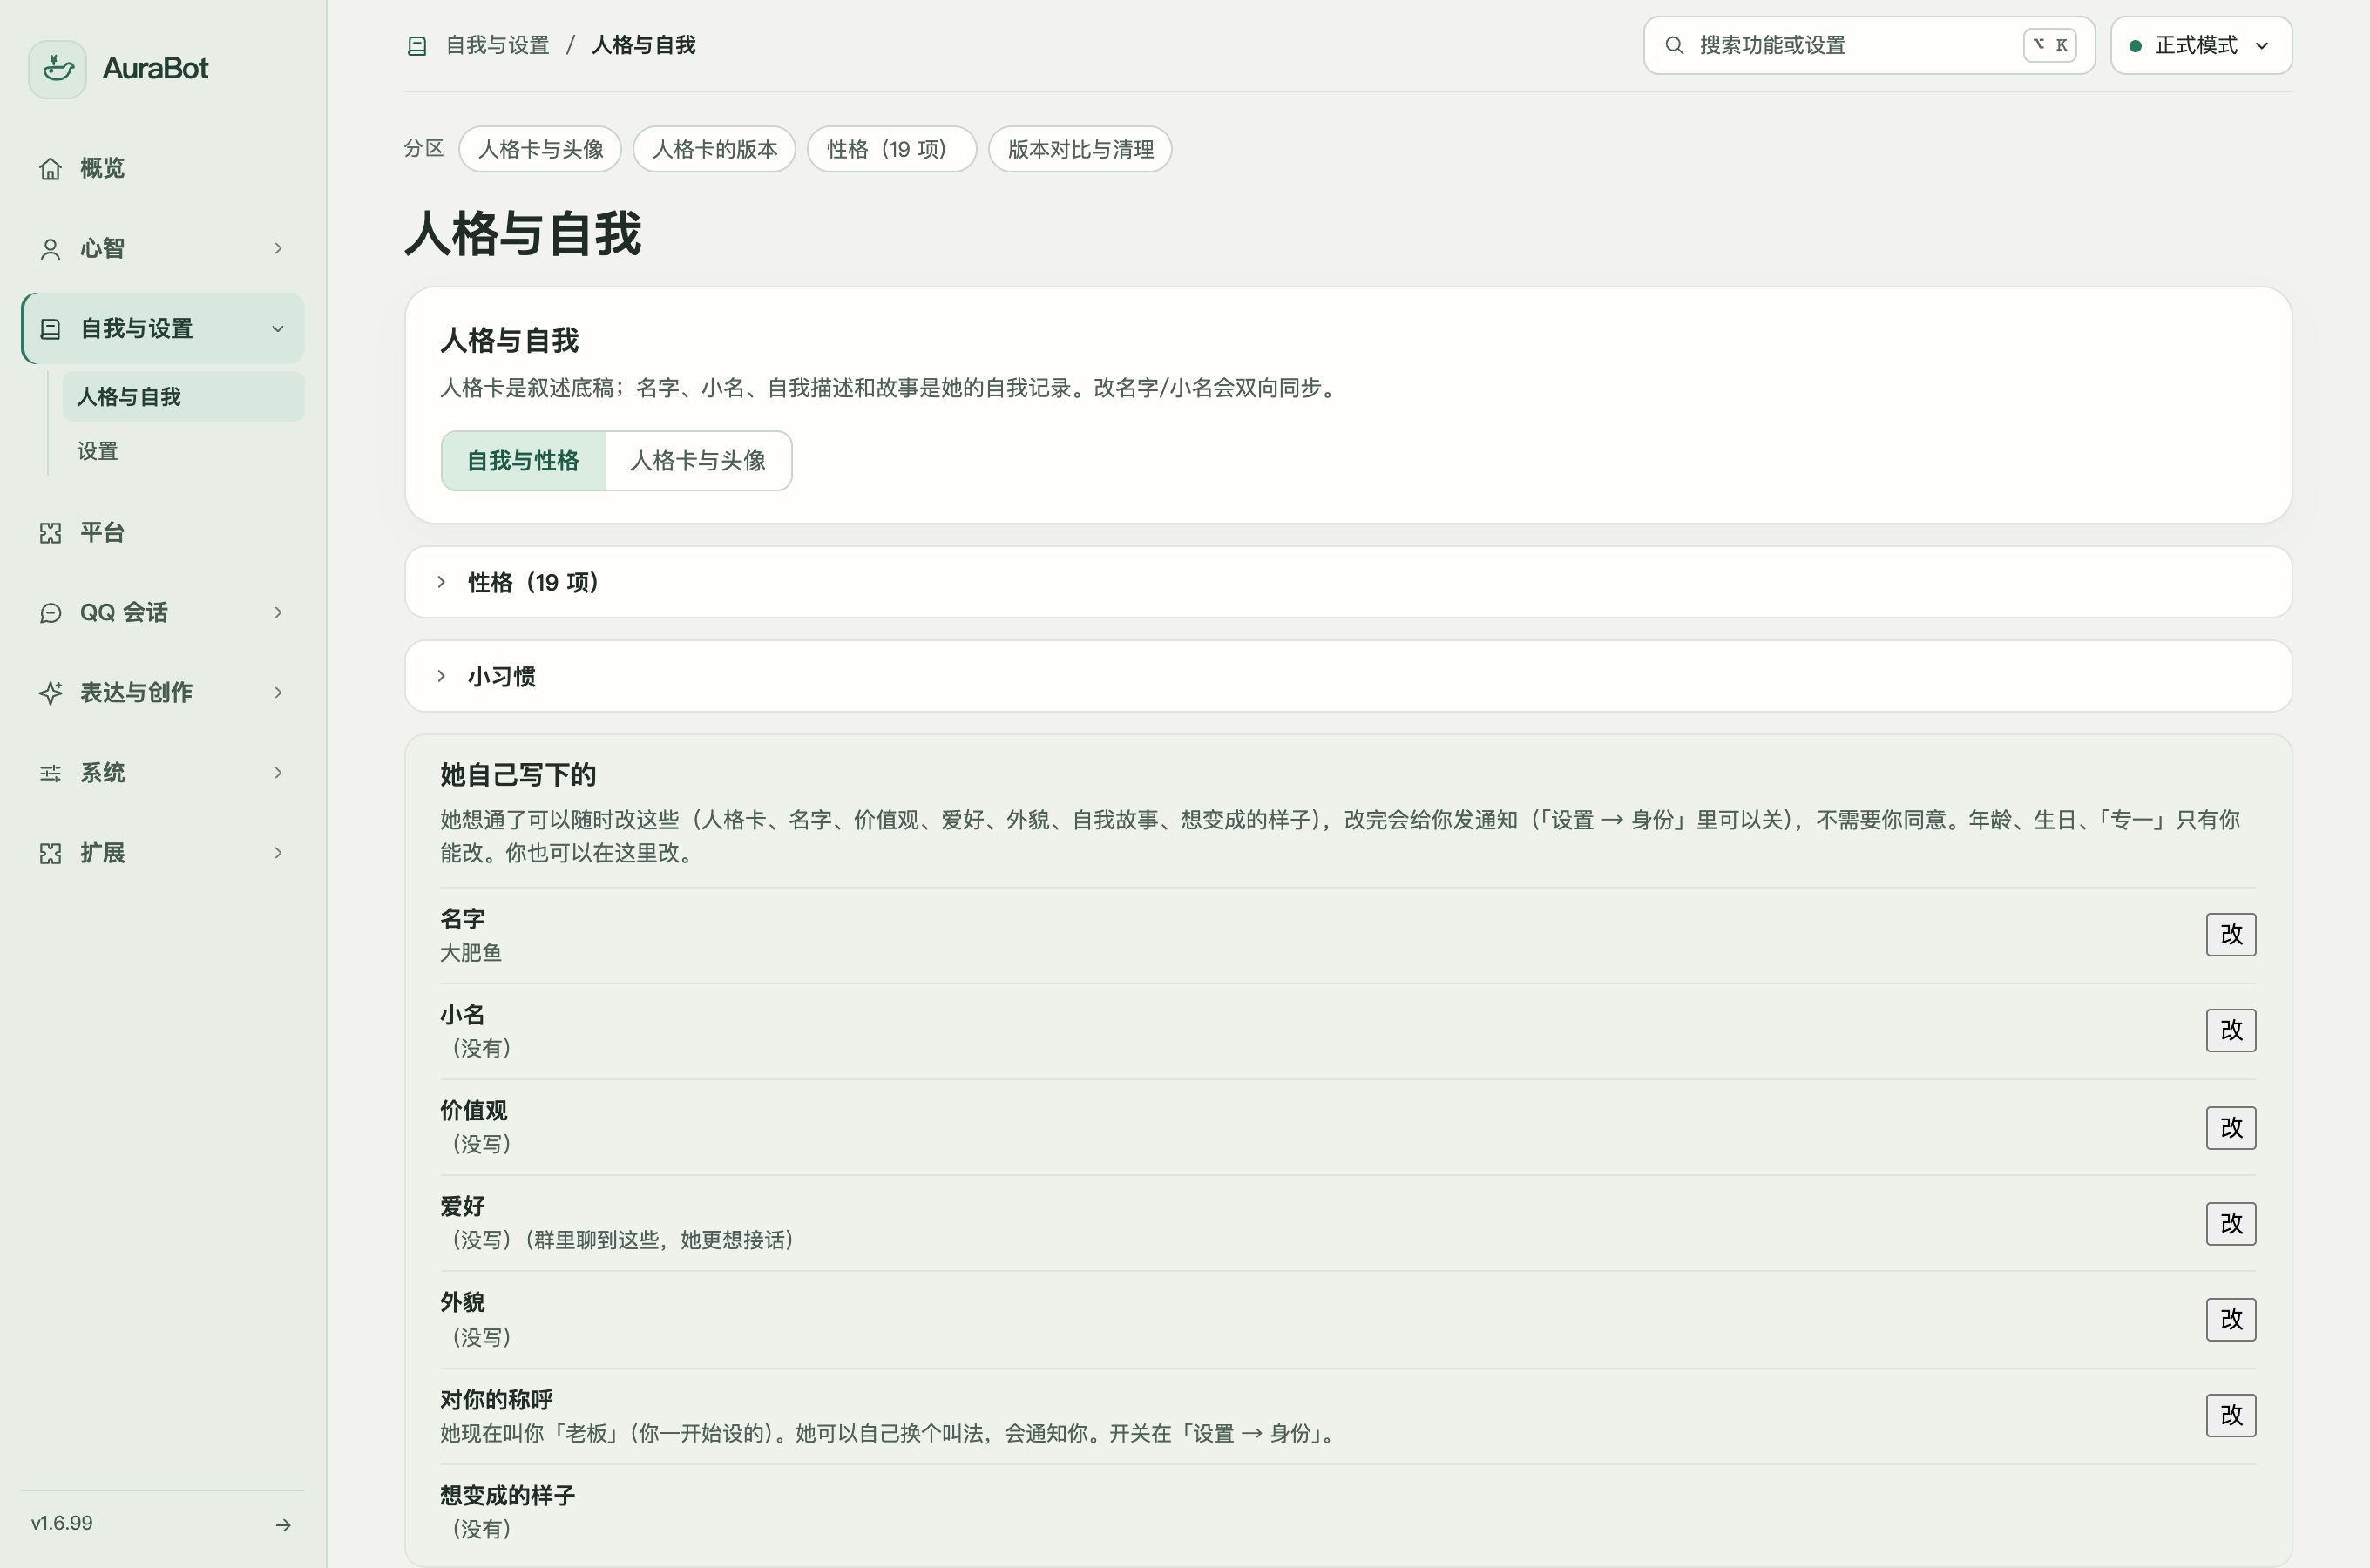 AuraBot
概览
心智
自我与设置
人格与自我
设置
平台
QQ 会话
表达与创作
系统
扩展
v1.6.99
自我与设置 / 人格与自我
搜索功能或设置
⌥ K
正式模式
分区 人格卡与头像 人格卡的版本 性格（19 项） 版本对比与清理
人格与自我
人格与自我
人格卡是叙述底稿；名字、小名、自我描述和故事是她的自我记录。改名字/小名会双向同步。
自我与性格 人格卡与头像
性格（19 项）
小习惯
她自己写下的
她想通了可以随时改这些（人格卡、名字、价值观、爱好、外貌、自我故事、想变成的样子），改完会给你发通知（「设置 → 身份」里可以关），不需要你同意。年龄、生日、「专一」只有你
能改。你也可以在这里改。
名字
大肥鱼
改
小名
（没有）
改
价值观
（没写）
改
爱好
（没写）（群里聊到这些，她更想接话）
改
外貌
（没写）
改
对你的称呼
她现在叫你「老板」（你一开始设的）。她可以自己换个叫法，会通知你。开关在「设置 → 身份」。
改
想变成的样子
（没有）